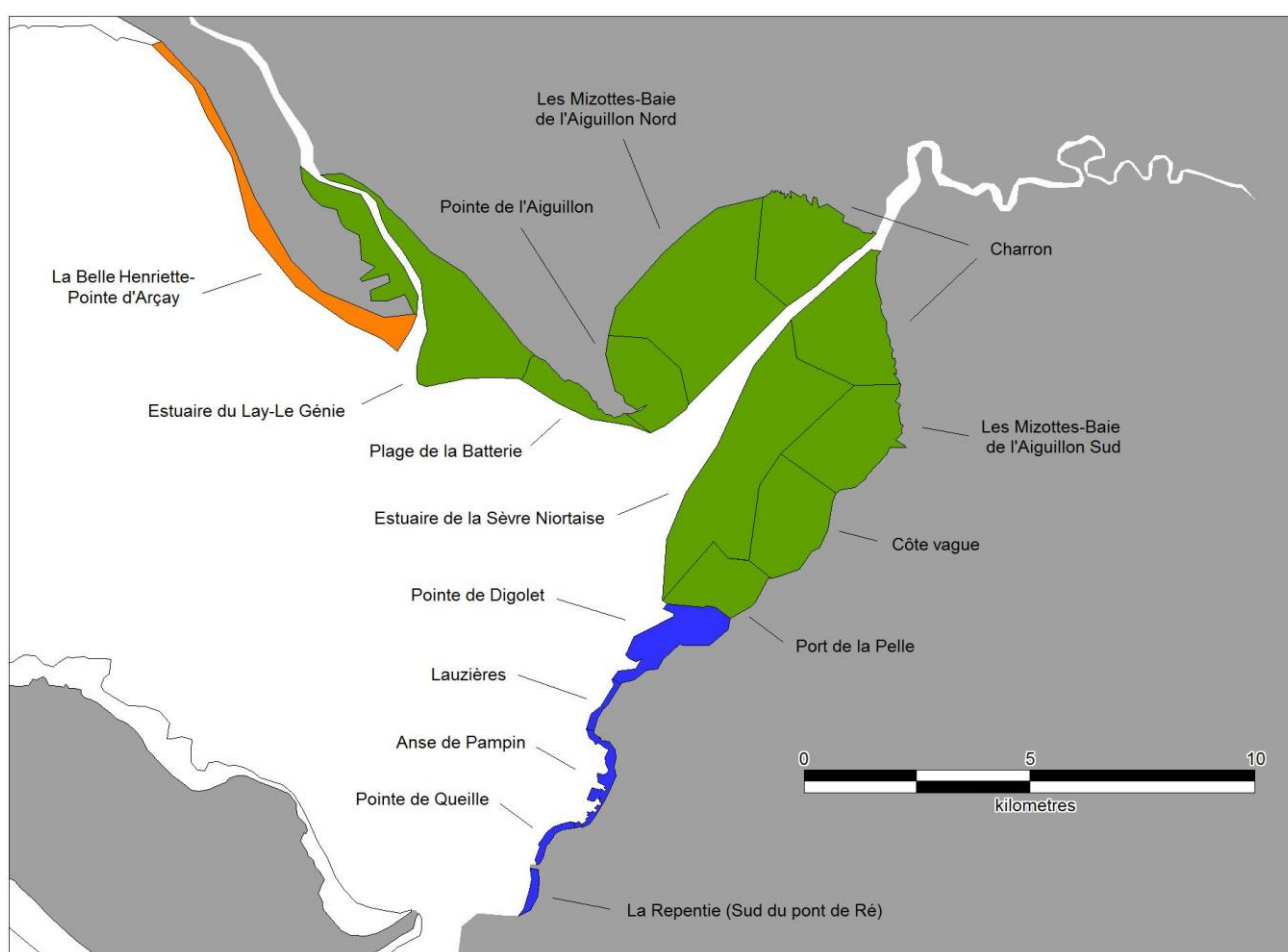 Les Mizottes-Baie
de l'Aiguillon Nord
Pointe de l'Aiguillon
Charron
La Belle Henriette-
Pointe d'Arçay
Estuaire du Lay-Le Génie
Plage de la Batterie
Les Mizottes-Baie
de l'Aiguillon Sud
Estuaire de la Sèvre Niortaise
Côte vague
Pointe de Digolet
Port de la Pelle
Lauzières
Anse de Pampin
0 5 10
kilometres
Pointe de Queille
La Repentie (Sud du pont de Ré)